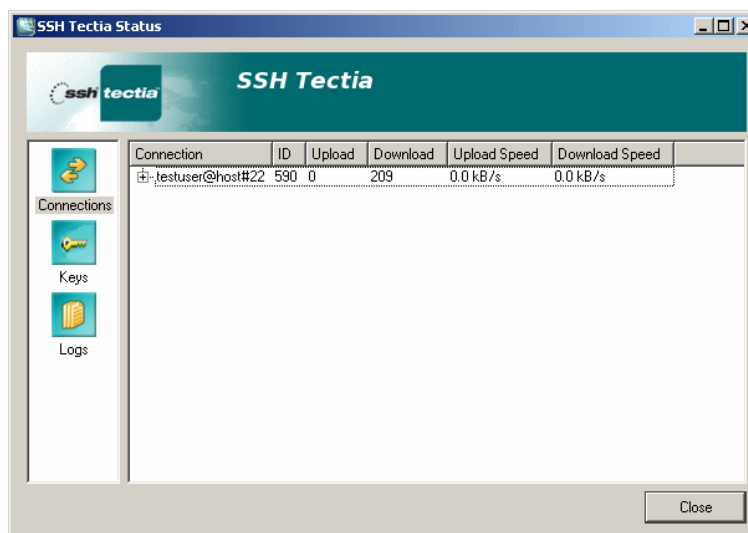 SSH Tectia Status
ssh tectia
SSH Tectia
Connection ID Upload Download Upload Speed Download Speed
testuser@host#22 590 0 209 0.0 kB/s 0.0 kB/s
Connections
Keys
Logs
Close